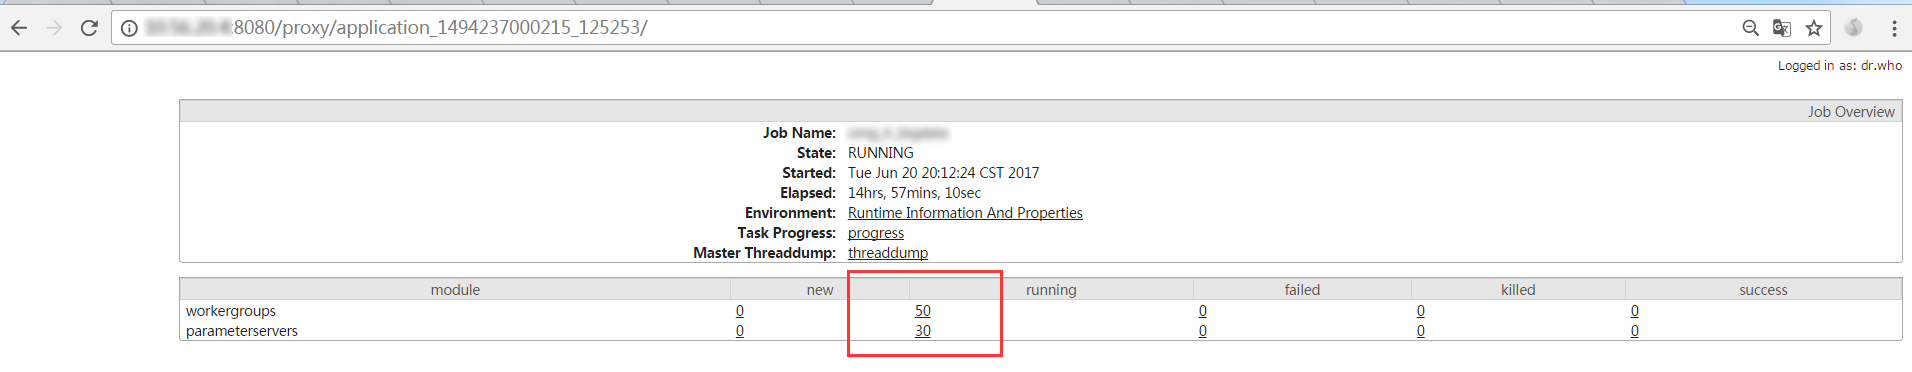 :8080/proxy/application_1494237000215_125253/
Logged in as: dr.who
Job Overview
Job Name:
State: RUNNING
Started: Tue Jun 20 20:12:24 CST 2017
Elapsed: 14hrs, 57mins, 10sec
Environment: Runtime Information And Properties
Task Progress: progress
Master Threaddump: threaddump
module new running failed killed success
workergroups 0 50 0 0 0
parameterservers 0 30 0 0 0